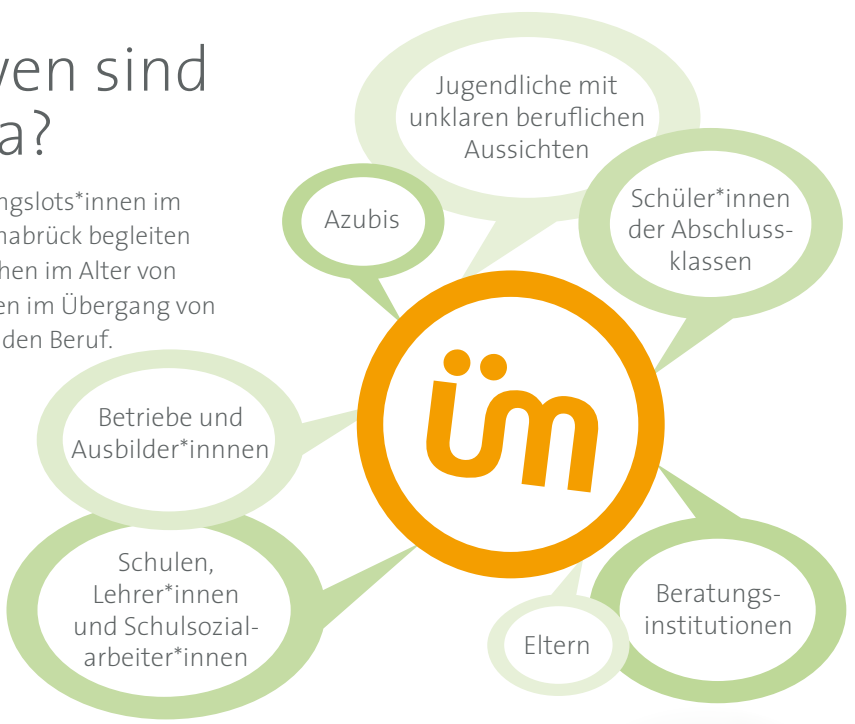 ven sind
a?
ngslots*innen im
nabrück begleiten
hen im Alter von
en im Übergang von
den Beruf.
Jugendliche mit
unklaren beruflichen
Aussichten
Azubis
Schüler*innen
der Abschluss-
klassen
üm
Betriebe und
Ausbilder*innnen
Schulen,
Lehrer*innen
und Schulsozial-
arbeiter*innen
Eltern
Beratungs-
institutionen